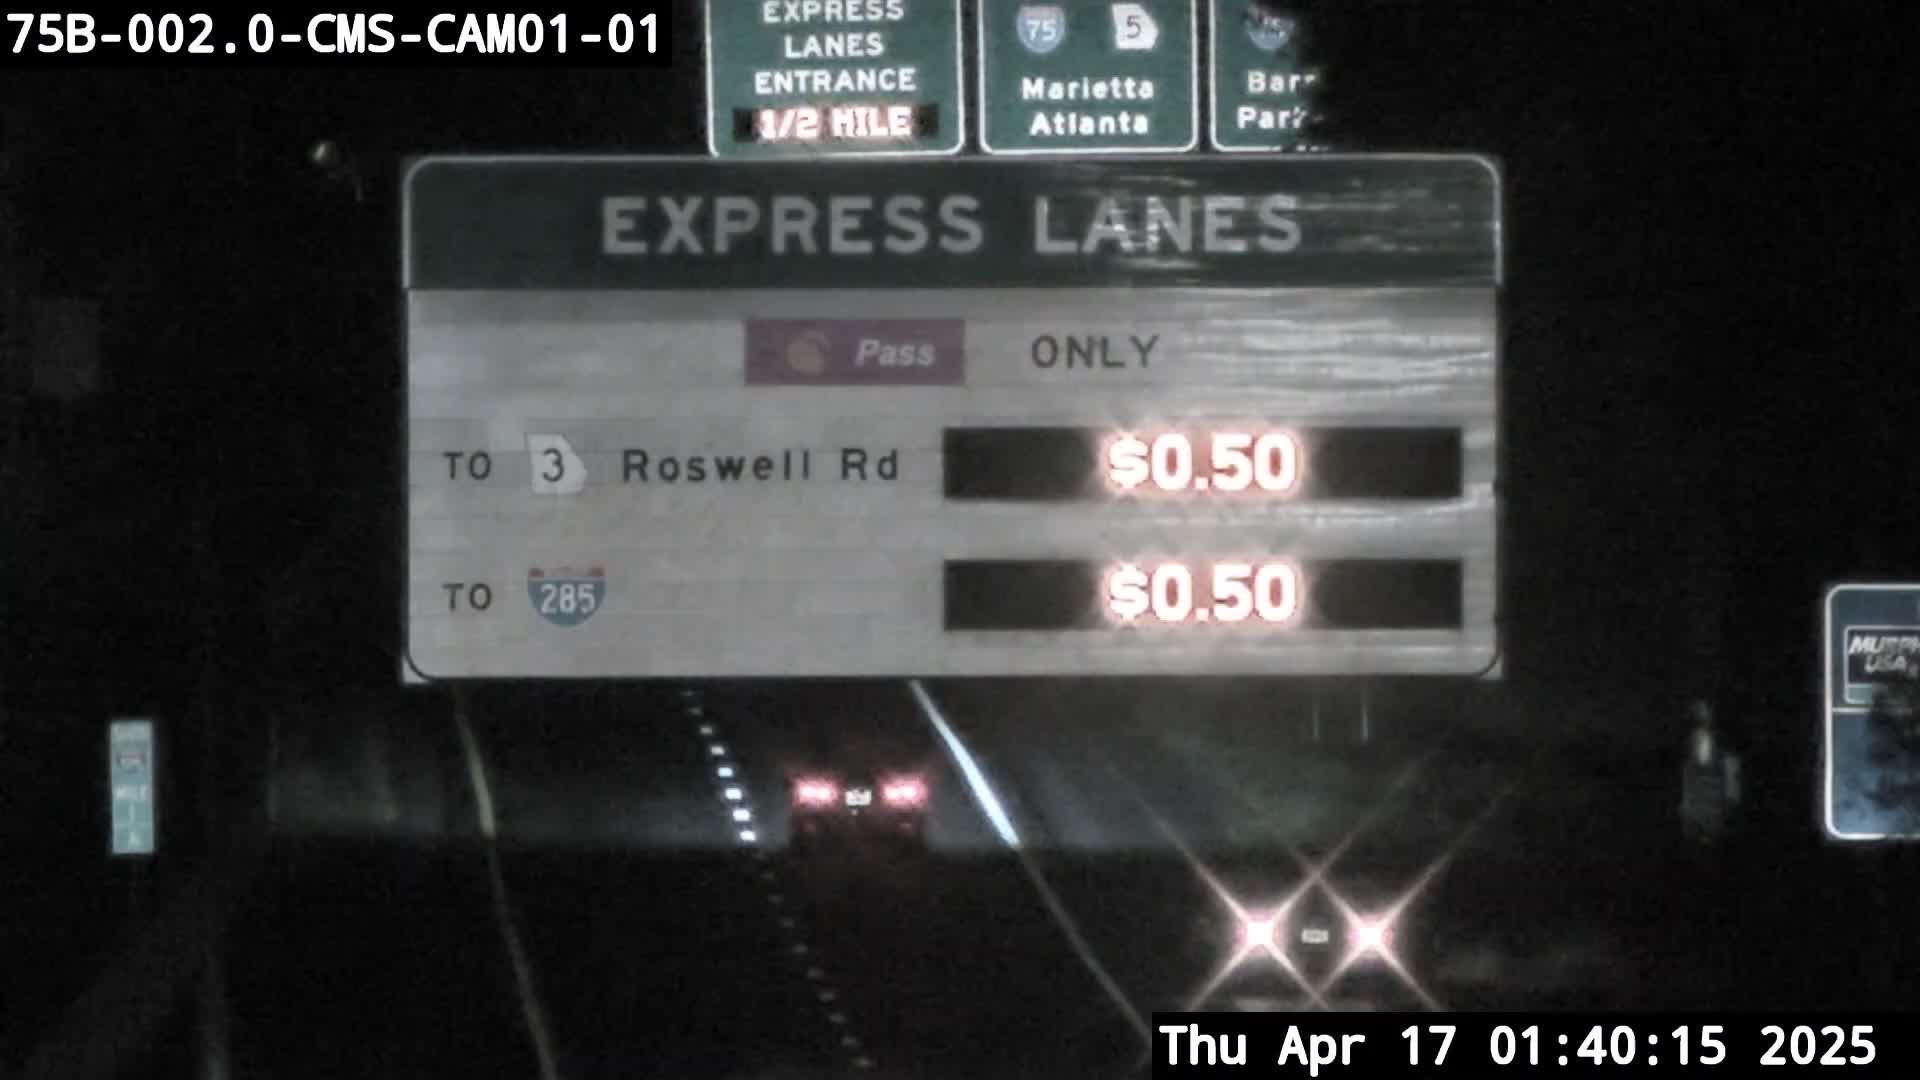 75B-002.0-CMS-CAM01-01
EXPRESS
LANES
ENTRANCE
1/2 MILE
75 5
Marietta
Atlanta
EXPRESS LANES
Pass ONLY
TO 3 Roswell Rd $0.50
TO 285 $0.50
USA
Thu Apr 17 01:40:15 2025